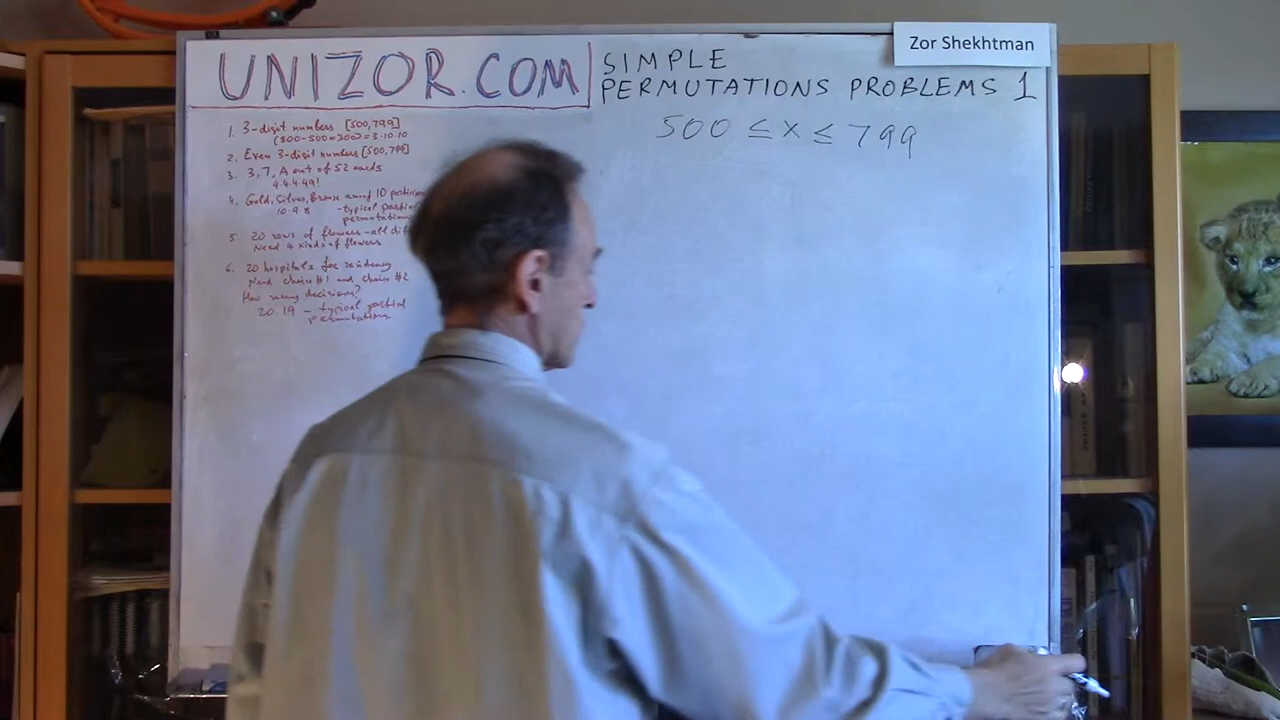 UNIZOR.COM
SIMPLE
PERMUTATIONS PROBLEMS 1
Zor Shekhtman
500 ≤ x ≤ 799
1. 3-digit numbers [500,799]
(800-500=300)=3·10·10
2. Even 3-digit numbers [500,799]
3. 3, 7, A out of 52 cards
4·4·4·49!
4. Gold, Silver, Bronze among 10
10·9·8 -typical
permutation
5. 20 rows of flowers - all
Need 4 kinds of flowers
6. 20 hospitals for residency
Need choice #1 and choice #2
How many decisions?
20·19 - typical partial
permutations